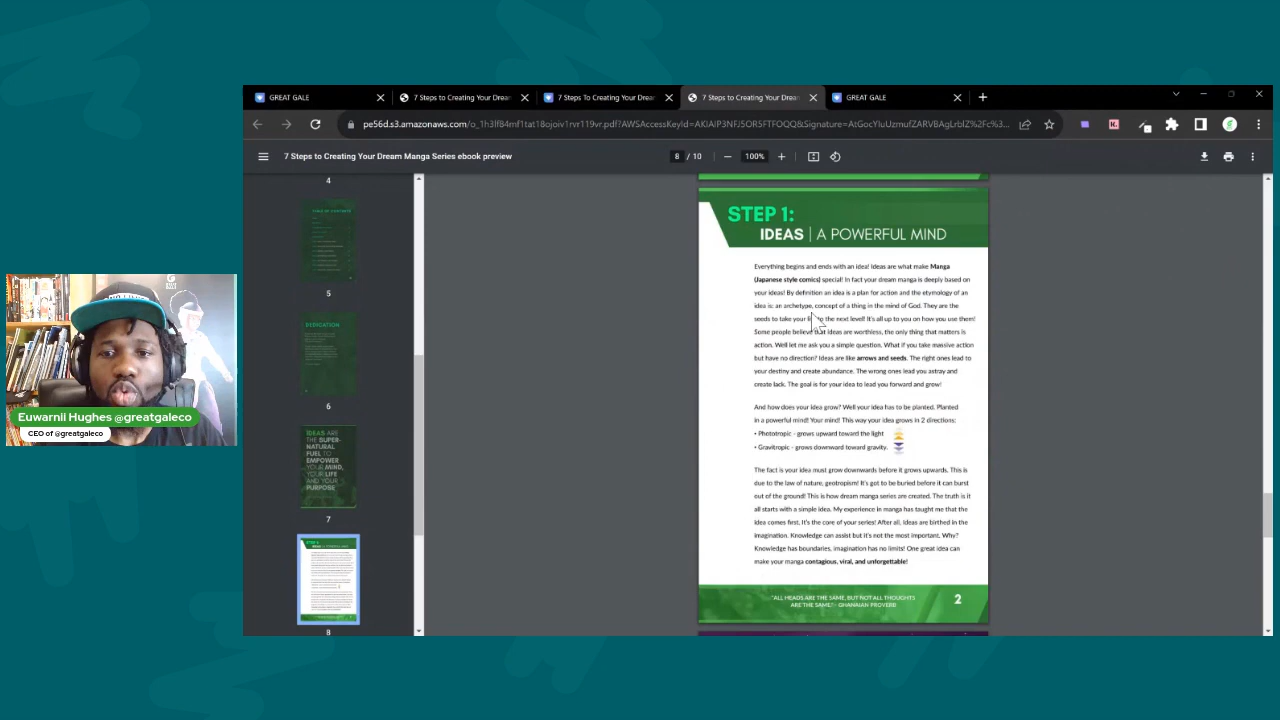 GREAT GALE
7 Steps to Creating Your Drear
7 Steps To Creating Your Drear
7 Steps to Creating Your Drear
GREAT GALE
7 Steps to Creating Your Dream Manga Series ebook preview
8 / 10
100%
4
5
DEDICATION
6
IDEAS ARE
THE SUPER-
NATURAL
FUEL TO
EMPOWER
YOUR MIND,
YOUR LIFE
AND YOUR
PURPOSE
7
8
STEP 1:
IDEAS | A POWERFUL MIND
Everything begins and ends with an idea! Ideas are what make Manga
(Japanese style comics) special! In fact your dream manga is deeply based on
your ideas! By definition an idea is a plan for action and the etymology of an
idea is: an archetype, concept of a thing in the mind of God. They are the
seeds to take your to the next level! It's all up to you on how you use them!
Some people believe ideas are worthless, the only thing that matters is
action. Well let me ask you a simple question. What if you take massive action
but have no direction? Ideas are like arrows and seeds. The right ones lead to
your destiny and create abundance. The wrong ones lead you astray and
create lack. The goal is for your idea to lead you forward and grow!
And how does your idea grow? Well your idea has to be planted. Planted
in a powerful mind! Your mind! This way your idea grows in 2 directions:
• Phototropic - grows upward toward the light
• Gravitropic - grows downward toward gravity.
The fact is your idea must grow downwards before it grows upwards. This is
due to the law of nature, geotropism! It's got to be buried before it can burst
out of the ground! This is how dream manga series are created. The truth is it
all starts with a simple idea. My experience in manga has taught me that the
idea comes first. It's the core of your series! After all, Ideas are birthed in the
imagination. Knowledge can assist but it's not the most important. Why?
Knowledge has boundaries, imagination has no limits! One great idea can
make your manga contagious, viral, and unforgettable!
"ALL HEADS ARE THE SAME, BUT NOT ALL THOUGHTS
ARE THE SAME." - GHANAIAN PROVERB
2
Euwarnii Hughes @greatgaleco
CEO of @greatgaleco